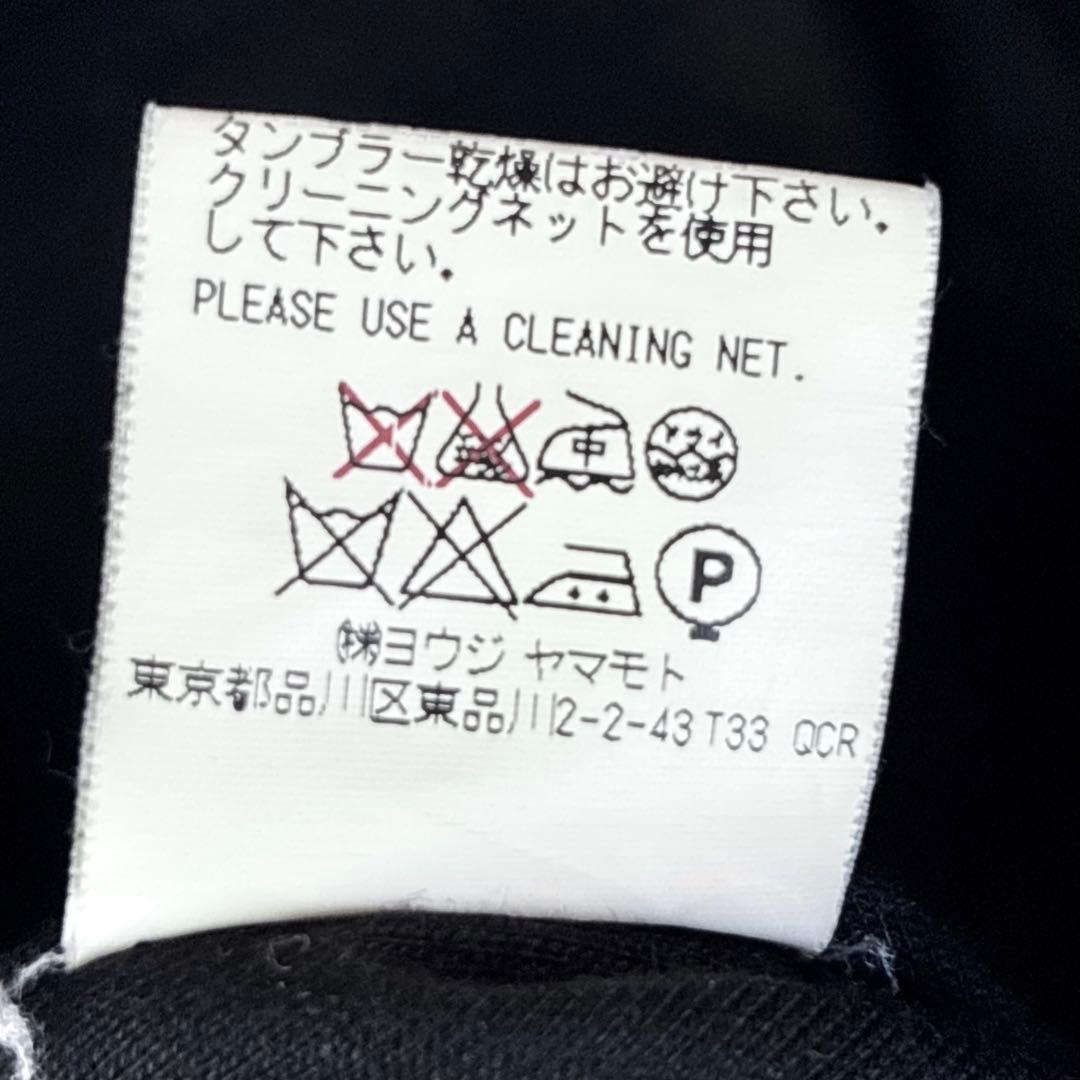 タンブラー乾燥はお避け下さい.
クリーニングネットを使用
して下さい.
PLEASE USE A CLEANING NET.
中
P
㈱ヨウジ ヤマモト
東京都品川区東品川2-2-43 T33 QCR